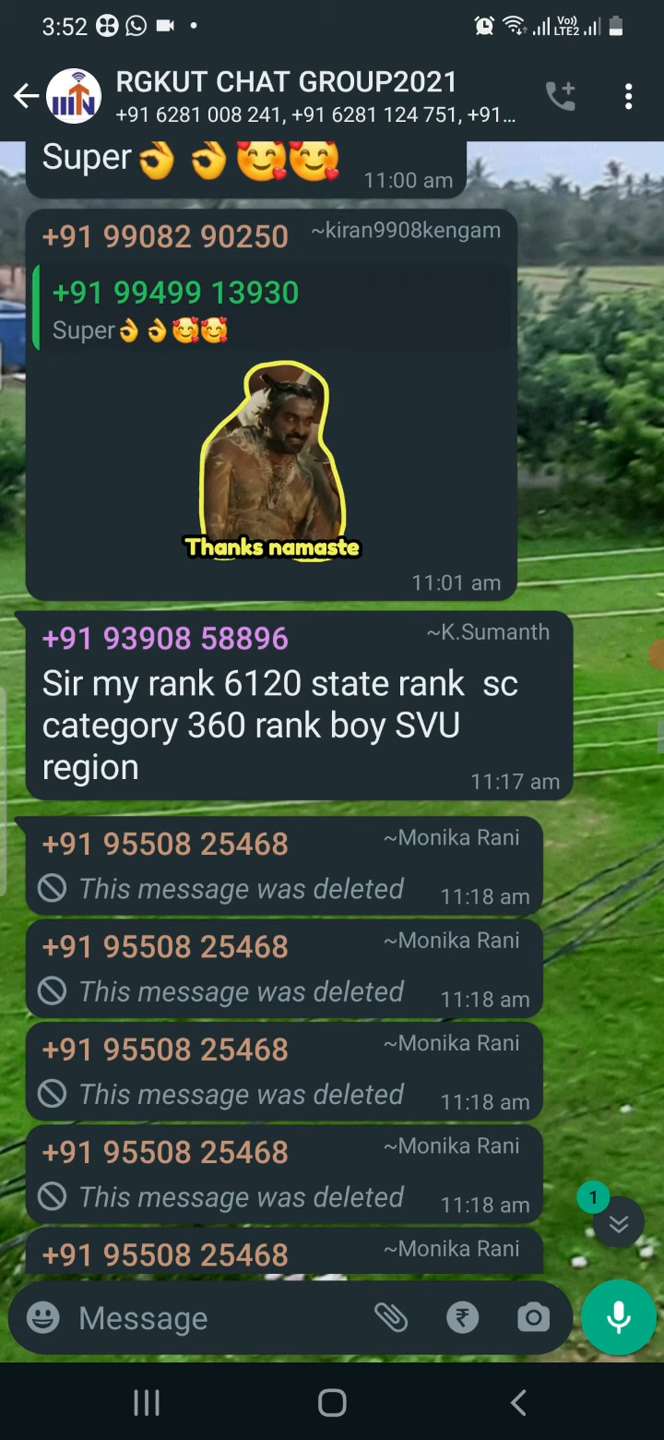 3:52
Vo))
LTE2
RGKUT CHAT GROUP2021
+91 6281 008 241, +91 6281 124 751, +91...
Super👌👌🥰🥰
11:00 am
+91 99082 90250 ~kiran9908kengam
+91 99499 13930
Super👌👌🥰🥰
Thanks namaste
11:01 am
+91 93908 58896 ~K.Sumanth
Sir my rank 6120 state rank sc
category 360 rank boy SVU
region
11:17 am
+91 95508 25468 ~Monika Rani
This message was deleted 11:18 am
+91 95508 25468 ~Monika Rani
This message was deleted 11:18 am
+91 95508 25468 ~Monika Rani
This message was deleted 11:18 am
+91 95508 25468 ~Monika Rani
This message was deleted 11:18 am
1
+91 95508 25468 ~Monika Rani
Message
₹